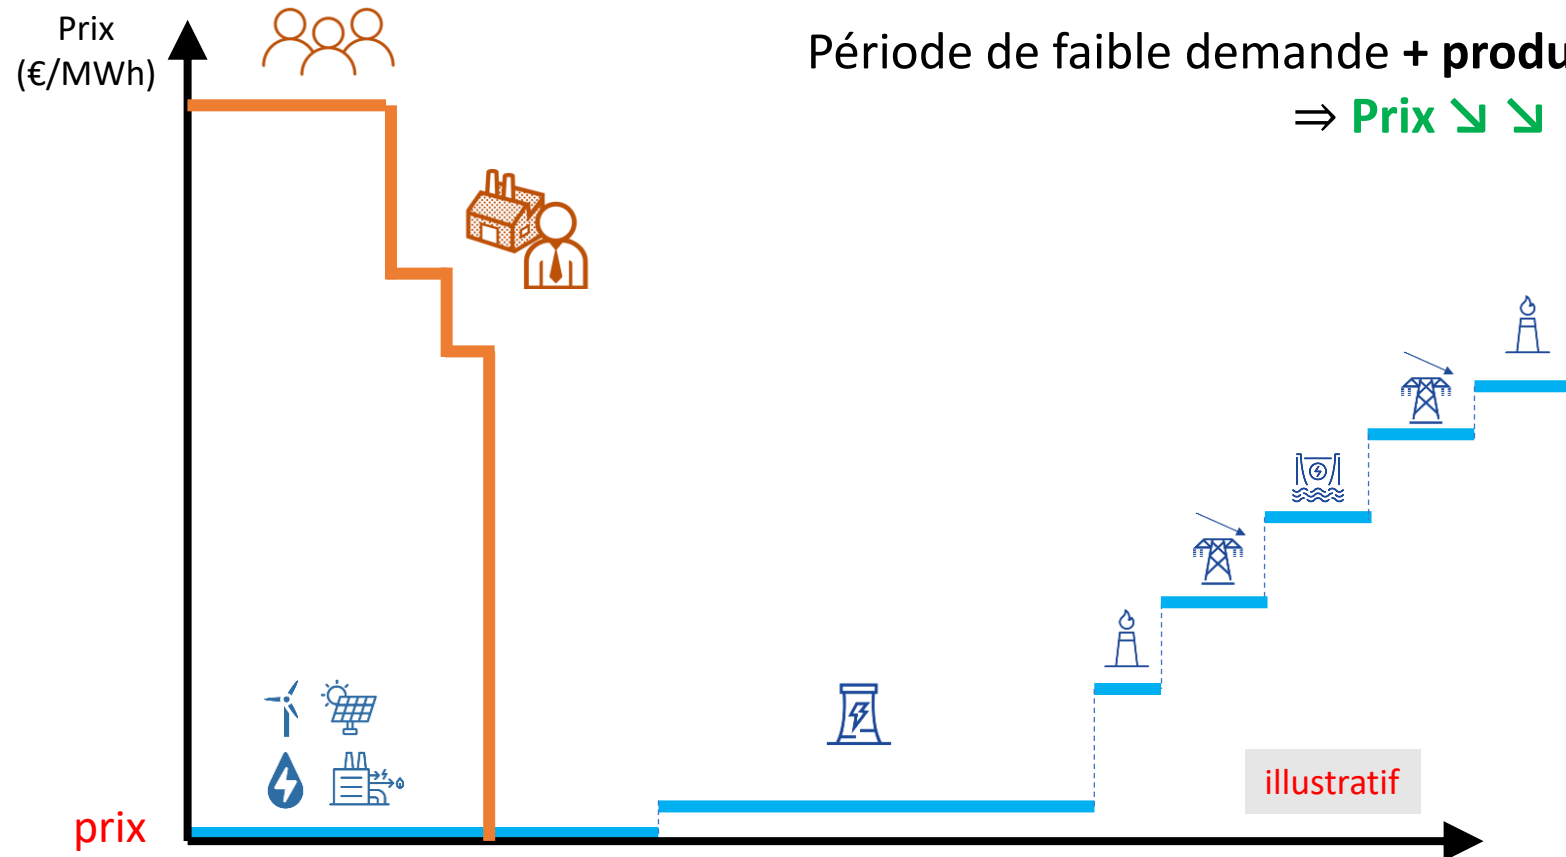 Prix
(€/MWh)
Période de faible demande + produ
⇒ Prix ↘ ↘
illustratif
prix